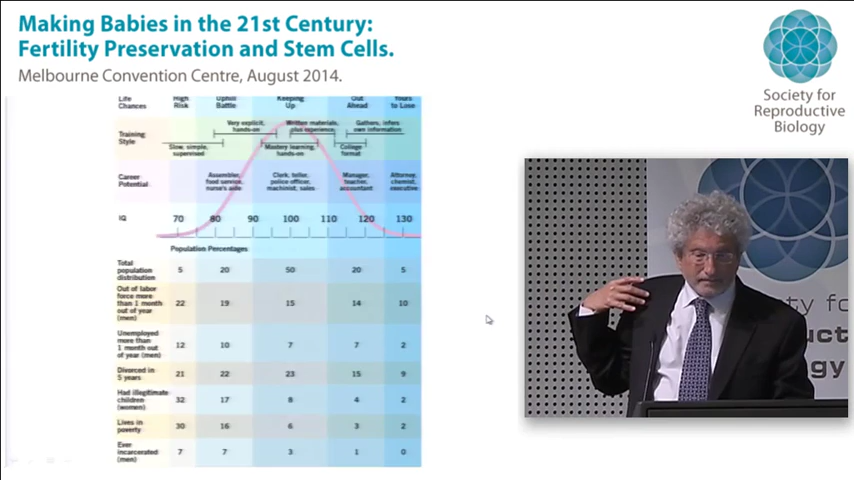 Making Babies in the 21st Century:
Fertility Preservation and Stem Cells.
Melbourne Convention Centre, August 2014.
Society for
Reproductive
Biology
Life Chances High Risk Uphill Battle Keeping Up Out Ahead Yours to Lose
Training Style
Very explicit, hands-on
Written materials, plus experience
Gathers, infers own information
Slow, simple, supervised
Mastery learning, hands-on
College format
Career Potential
Assembler, food service, nurse's aide
Clerk, teller, police officer, machinist, sales
Manager, teacher, accountant
Attorney, chemist, executive
IQ 70 80 90 100 110 120 130
Population Percentages
Total population distribution 5 20 50 20 5
Out of labor force more than 1 month out of year (men) 22 19 15 14 10
Unemployed more than 1 month out of year (men) 12 10 7 7 2
Divorced in 5 years 21 22 23 15 9
Had illegitimate children (women) 32 17 8 4 2
Lives in poverty 30 16 6 3 2
Ever incarcerated (men) 7 7 3 1 0
ty fo
uct
gy